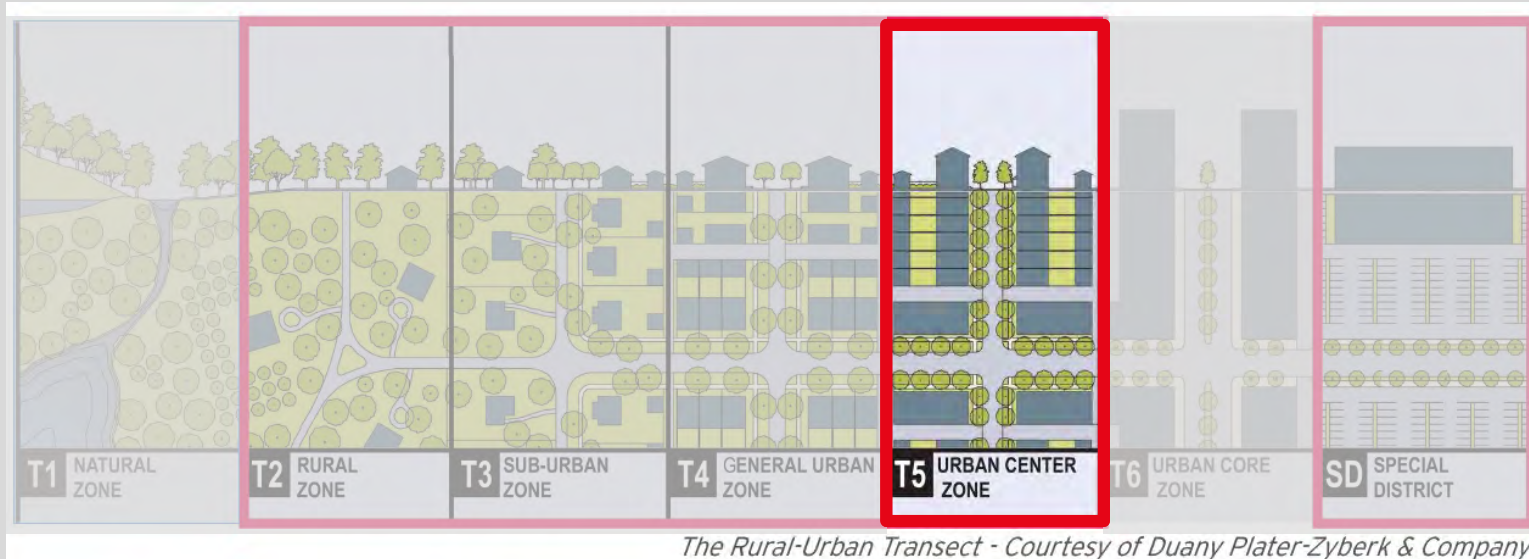 T1 NATURAL
ZONE
T2 RURAL
ZONE
T3 SUB-URBAN
ZONE
T4 GENERAL URBAN
ZONE
T5 URBAN CENTER
ZONE
T6 URBAN CORE
ZONE
SD SPECIAL
DISTRICT
The Rural-Urban Transect - Courtesy of Duany Plater-Zyberk & Company